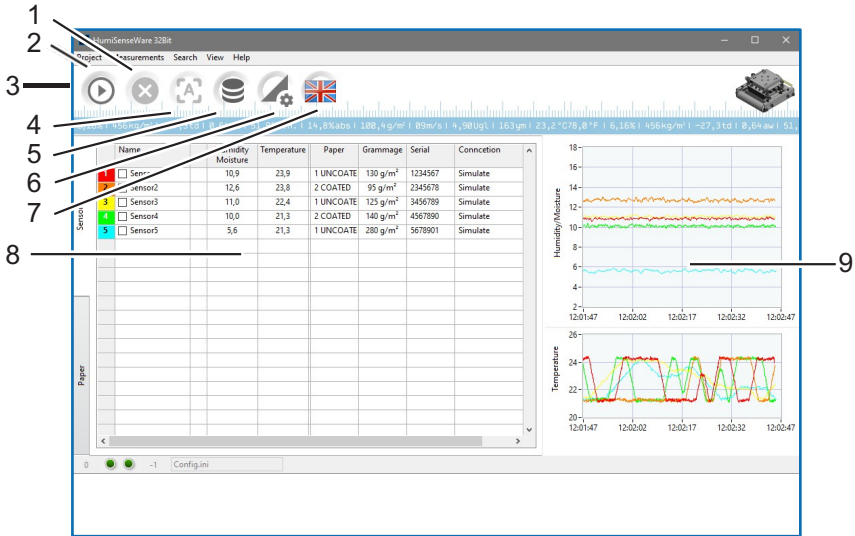 1
2
3
4
5
6
7
8
9
HumiSenseWare 32Bit
Project Measurements Search View Help
A
456kg/m³ | 14,8%abs | 108,4g/m² | 09m/s | 4,90Ugl | 163ym | 23,2°C78,0°F | 6,16% | 456kg/m³ | -27,3td | 0,64aw | 51,
Name Humidity Moisture Temperature Paper Grammage Serial Conncetion
1 Sensor 10,9 23,9 1 UNCOATE 130 g/m² 1234567 Simulate
2 Sensor2 12,6 23,8 2 COATED 95 g/m² 2345678 Simulate
3 Sensor3 11,0 22,4 1 UNCOATE 125 g/m² 3456789 Simulate
4 Sensor4 10,0 21,3 2 COATED 140 g/m² 4567890 Simulate
5 Sensor5 5,6 21,3 1 UNCOATE 280 g/m² 5678901 Simulate
Sensor
Paper
Humidity/Moisture
18
16
14
12
10
8
6
4
2
12:01:47 12:02:02 12:02:17 12:02:32 12:02:47
Temperature
26
24
22
20
12:01:47 12:02:02 12:02:17 12:02:32 12:02:47
0 -1 Config.ini